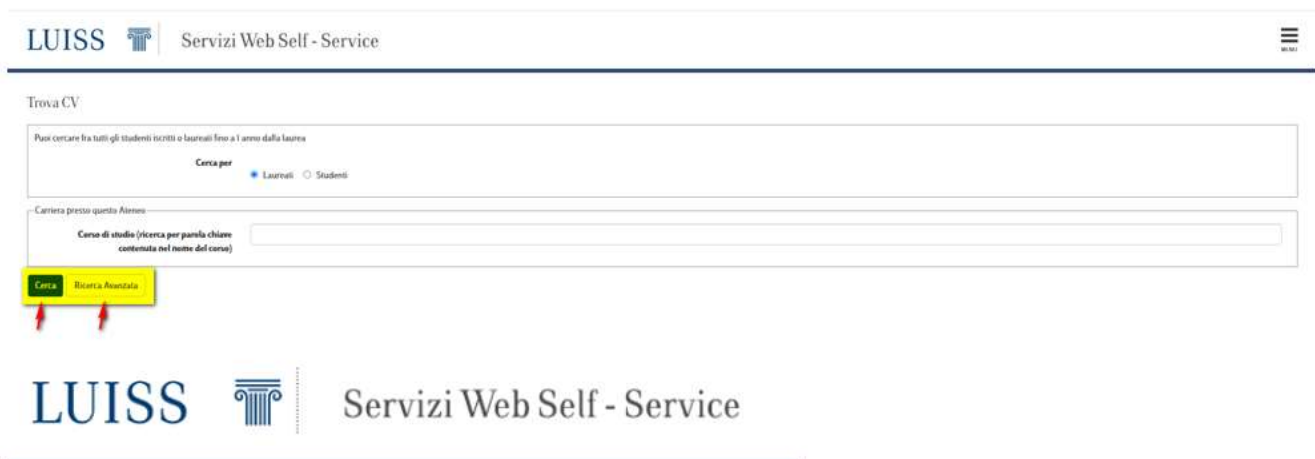 LUISS Servizi Web Self - Service
MENU
Trova CV
Puoi cercare fra tutti gli studenti iscritti o laureati fino a 1 anno dalla laurea
Cerca per
Laureati Studenti
Carriera presso questo Ateneo
Corso di studio (ricerca per parola chiave
contenuta nel nome del corso)
Cerca Ricerca Avanzata
LUISS Servizi Web Self - Service